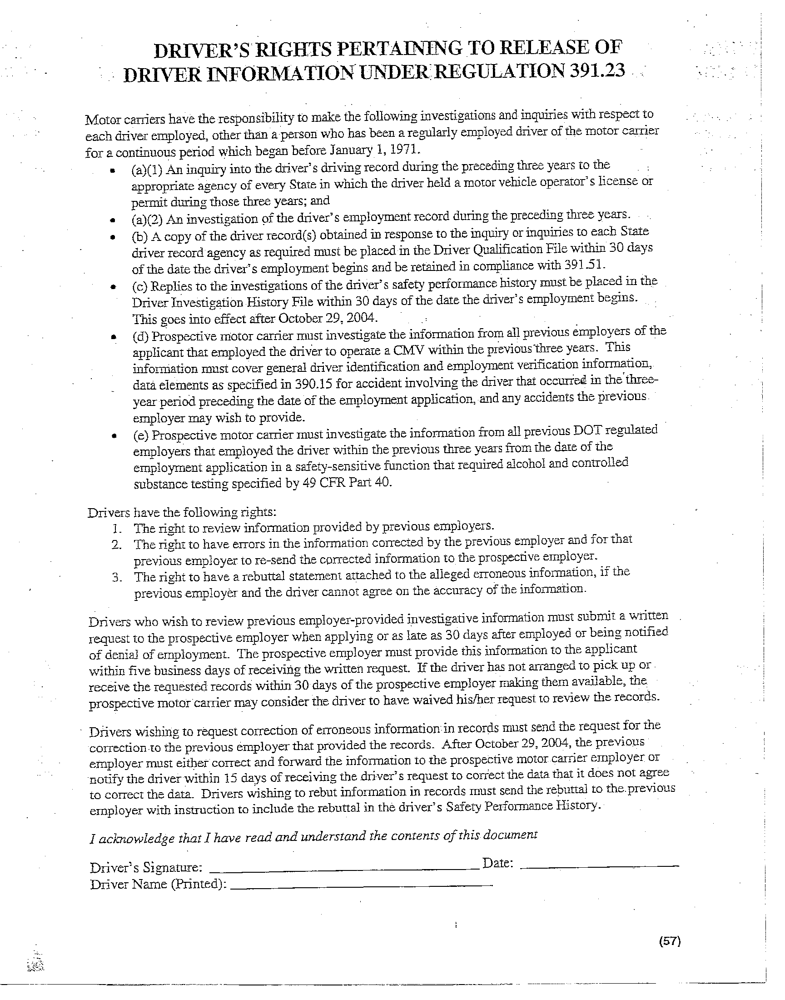 DRIVER'S RIGHTS PERTAINING TO RELEASE OF
DRIVER INFORMATION UNDER REGULATION 391.23
Motor carriers have the responsibility to make the following investigations and inquiries with respect to
each driver employed, other than a person who has been a regularly employed driver of the motor carrier
for a continuous period which began before January 1, 1971.
• (a)(1) An inquiry into the driver's driving record during the preceding three years to the
appropriate agency of every State in which the driver held a motor vehicle operator's license or
permit during those three years; and
• (a)(2) An investigation of the driver's employment record during the preceding three years.
• (b) A copy of the driver record(s) obtained in response to the inquiry or inquiries to each State
driver record agency as required must be placed in the Driver Qualification File within 30 days
of the date the driver's employment begins and be retained in compliance with 391.51.
• (c) Replies to the investigations of the driver's safety performance history must be placed in the
Driver Investigation History File within 30 days of the date the driver's employment begins.
This goes into effect after October 29, 2004.
• (d) Prospective motor carrier must investigate the information from all previous employers of the
applicant that employed the driver to operate a CMV within the previous three years. This
information must cover general driver identification and employment verification information,
data elements as specified in 390.15 for accident involving the driver that occurred in the three-
year period preceding the date of the employment application, and any accidents the previous
employer may wish to provide.
• (e) Prospective motor carrier must investigate the information from all previous DOT regulated
employers that employed the driver within the previous three years from the date of the
employment application in a safety-sensitive function that required alcohol and controlled
substance testing specified by 49 CFR Part 40.
Drivers have the following rights:
1. The right to review information provided by previous employers.
2. The right to have errors in the information corrected by the previous employer and for that
previous employer to re-send the corrected information to the prospective employer.
3. The right to have a rebuttal statement attached to the alleged erroneous information, if the
previous employer and the driver cannot agree on the accuracy of the information.
Drivers who wish to review previous employer-provided investigative information must submit a written
request to the prospective employer when applying or as late as 30 days after employed or being notified
of denial of employment. The prospective employer must provide this information to the applicant
within five business days of receiving the written request. If the driver has not arranged to pick up or
receive the requested records within 30 days of the prospective employer making them available, the
prospective motor carrier may consider the driver to have waived his/her request to review the records.
Drivers wishing to request correction of erroneous information in records must send the request for the
correction to the previous employer that provided the records. After October 29, 2004, the previous
employer must either correct and forward the information to the prospective motor carrier employer or
notify the driver within 15 days of receiving the driver's request to correct the data that it does not agree
to correct the data. Drivers wishing to rebut information in records must send the rebuttal to the previous
employer with instruction to include the rebuttal in the driver's Safety Performance History.
I acknowledge that I have read and understand the contents of this document
Driver's Signature: Date:
Driver Name (Printed):
(57)